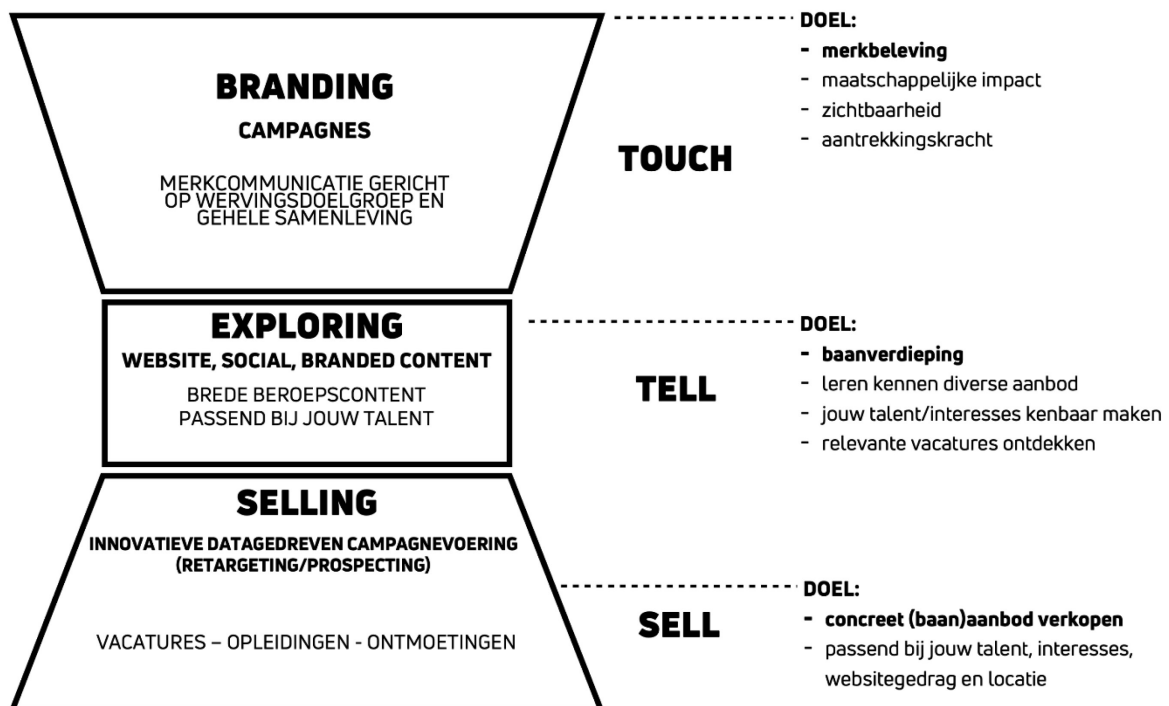 BRANDING
CAMPAGNES
MERKCOMMUNICATIE GERICHT
OP WERVINGSDOELGROEP EN
GEHELE SAMENLEVING
TOUCH
DOEL:
- merkbeleving
- maatschappelijke impact
- zichtbaarheid
- aantrekkingskracht
EXPLORING
WEBSITE, SOCIAL, BRANDED CONTENT
BREDE BEROEPSCONTENT
PASSEND BIJ JOUW TALENT
TELL
DOEL:
- baanverdieping
- leren kennen diverse aanbod
- jouw talent/interesses kenbaar maken
- relevante vacatures ontdekken
SELLING
INNOVATIEVE DATAGEDREVEN CAMPAGNEVOERING
(RETARGETING/PROSPECTING)
VACATURES – OPLEIDINGEN - ONTMOETINGEN
SELL
DOEL:
- concreet (baan)aanbod verkopen
- passend bij jouw talent, interesses,
websitegedrag en locatie